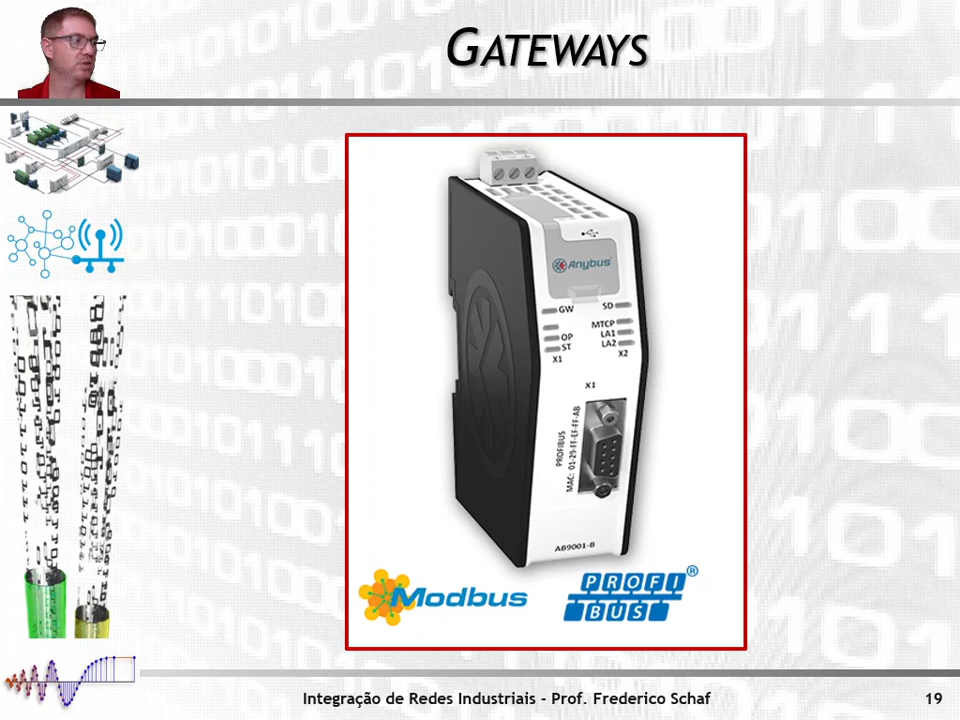 GATEWAYS
Anybus
GW
SD
MTCP
OP
LA1
ST
LA2
X1
X2
X1
PROFIBUS
MAC: 01-29-FF-EF-FF-AB
AB9001-B
Modbus
PROFI®
BUS
Integração de Redes Industriais - Prof. Frederico Schaf
19